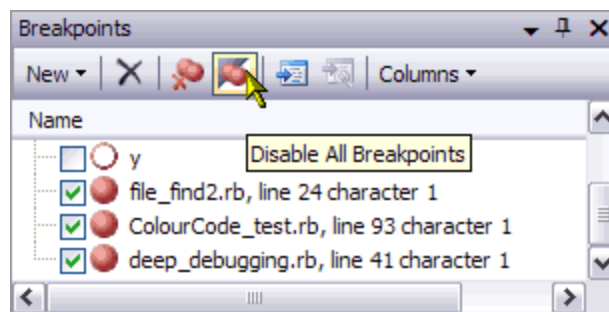 Breakpoints
New Columns
Name
y
Disable All Breakpoints
file_find2.rb, line 24 character 1
ColourCode_test.rb, line 93 character 1
deep_debugging.rb, line 41 character 1